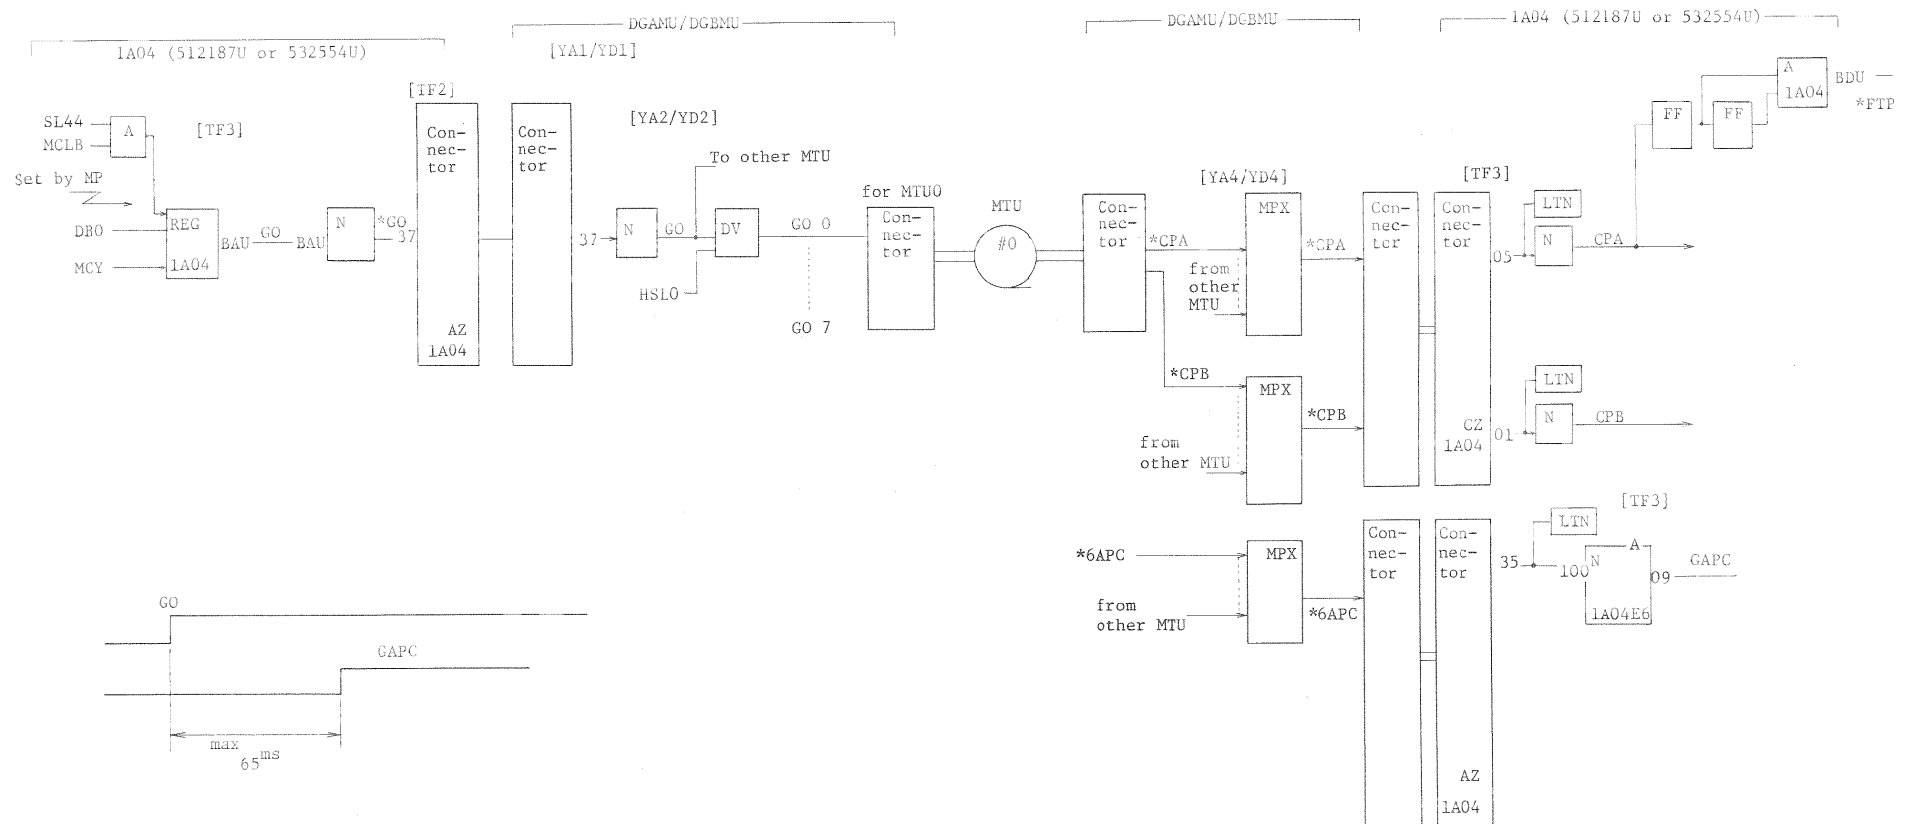 1A04 (512187U or 532554U)
DGAMU/DGBMU
[YA1/YD1]
DGAMU/DGBMU
1A04 (512187U or 532554U)
[TF2]
[TF3]
SL44
MCLB
A
Set by MP
DB0
MCY
REG
1A04
BAU
GO
BAU
N
*GO
37
Con-
nec-
tor
AZ
1A04
Con-
nec-
tor
[YA2/YD2]
To other MTU
37
N
GO
DV
HSL0
GO 0
GO 7
for MTU0
Con-
nec-
tor
MTU
#0
Con-
nec-
tor
*CPA
from
other
MTU
[YA4/YD4]
MPX
*CPA
*CPB
MPX
*CPB
from
other MTU
Con-
nec-
tor
[TF3]
Con-
nec-
tor
CZ
1A04
05
LTN
N
CPA
FF
FF
A
1A04
BDU
*FTP
01
LTN
N
CPB
*6APC
MPX
from
other MTU
*6APC
Con-
nec-
tor
Con-
nec-
tor
AZ
1A04
[TF3]
35
LTN
100
N
A
09
1A04E6
GAPC
GO
GAPC
max
65ms